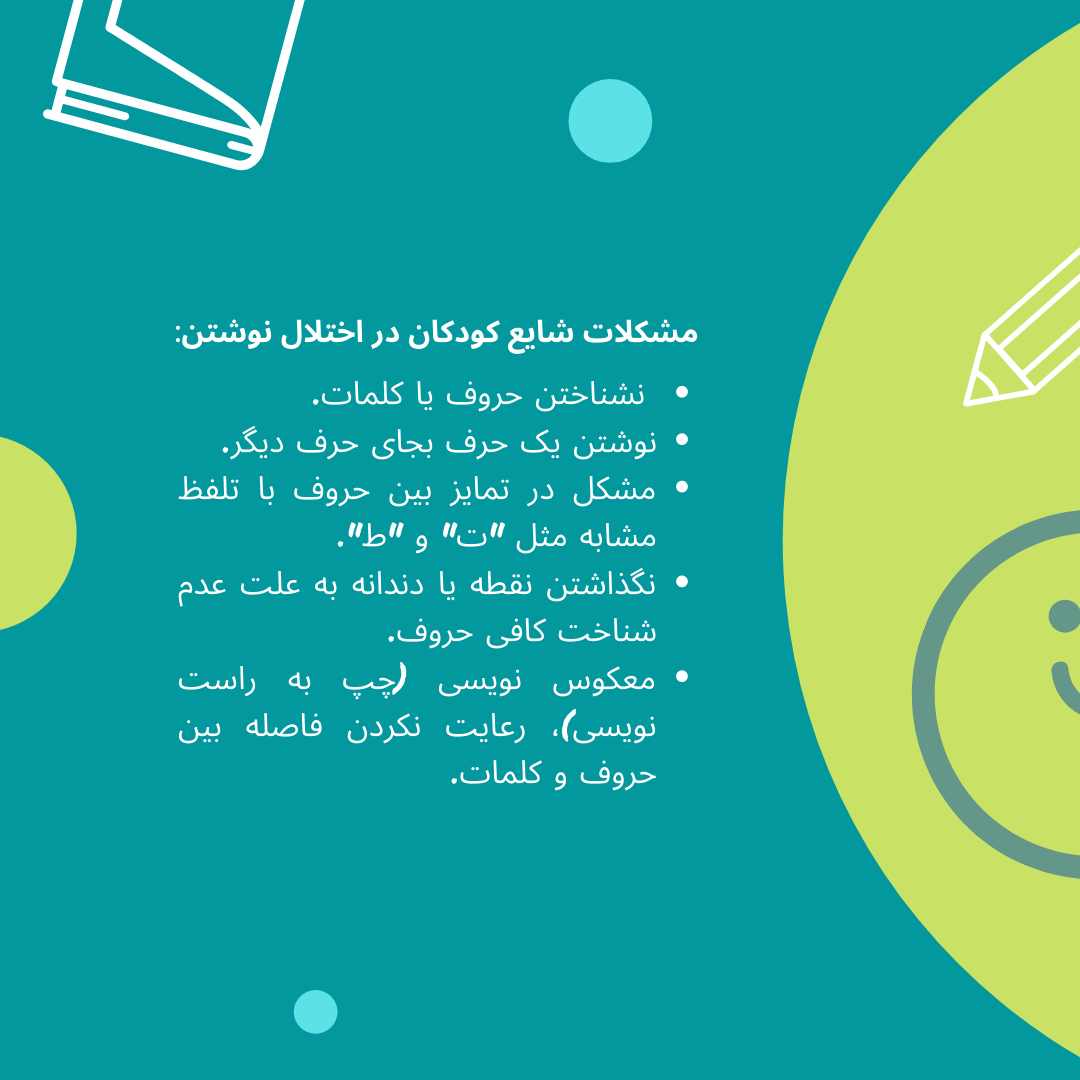 مشکلات شایع کودکان در اختلال نوشتن:
• نشناختن حروف یا کلمات.
• نوشتن یک حرف بجای حرف دیگر.
• مشکل در تمایز بین حروف با تلفظ
مشابه مثل "ت" و "ط".
• نگذاشتن نقطه یا دندانه به علت عدم
شناخت کافی حروف.
• معکوس نویسی (چپ به راست
نویسی)، رعایت نکردن فاصله بین
حروف و کلمات.